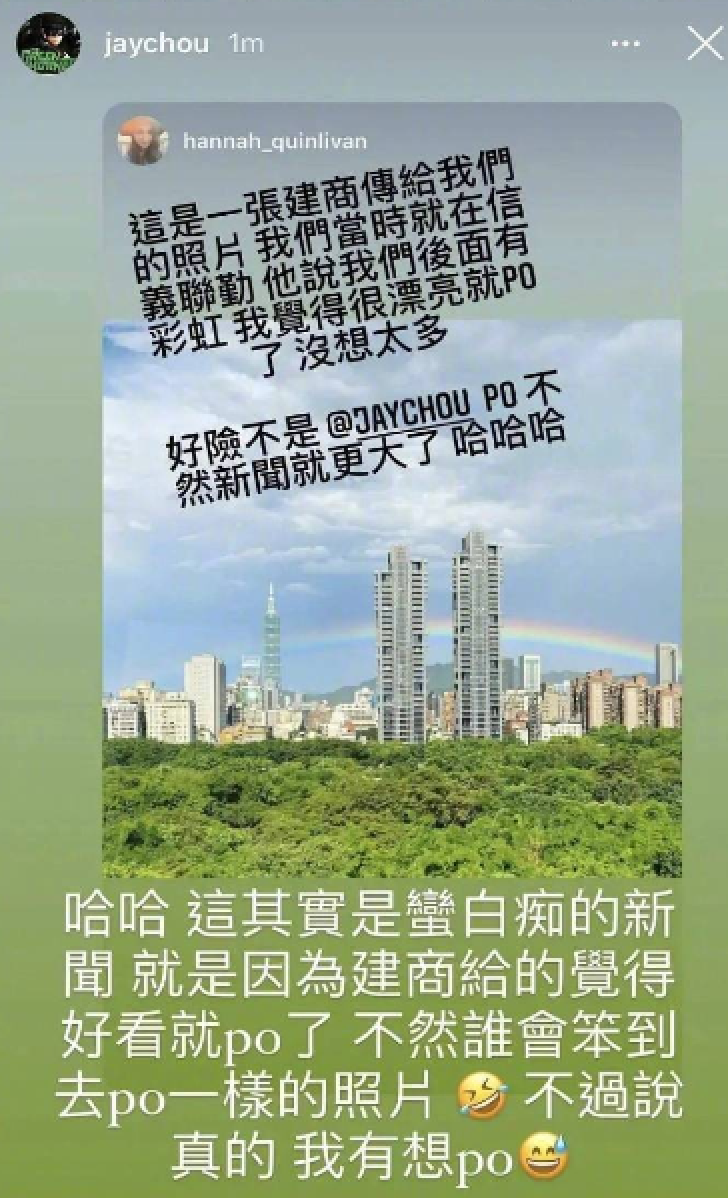 jaychou 1m
hannah_quinlivan
這是一張建商傳給我們
的照片 我們當時就在信
義聯勤 他說我們後面有
彩虹 我覺得很漂亮就PO
了 沒想太多
好險不是 @JAYCHOU PO 不
然新聞就更大了 哈哈哈
哈哈 這其實是蠻白痴的新
聞 就是因為建商給的覺得
好看就po了 不然誰會笨到
去po一樣的照片 🤣 不過說
真的 我有想po😅